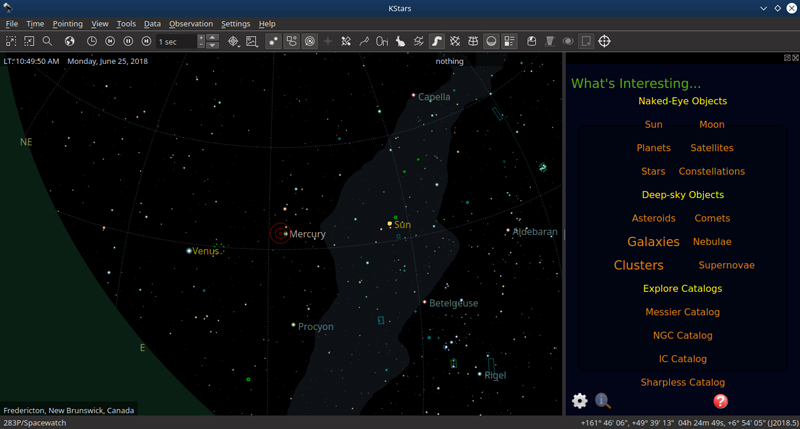 KStars
File Time Pointing View Tools Data Observation Settings Help
1 sec
LT: 10:49:50 AM Monday, June 25, 2018
nothing
What's Interesting...
Naked-Eye Objects
Sun Moon
Planets Satellites
Stars Constellations
Deep-sky Objects
Asteroids Comets
Galaxies Nebulae
Clusters Supernovae
Explore Catalogs
Messier Catalog
NGC Catalog
IC Catalog
Sharpless Catalog
Capella
NE
Sun
Mercury
Aldebaran
Venus
Betelgeuse
Procyon
E
Rigel
Fredericton, New Brunswick, Canada
283P/Spacewatch
+161° 46' 06", +49° 39' 13" 04h 24m 49s, +6° 54' 05" (J2018.5)